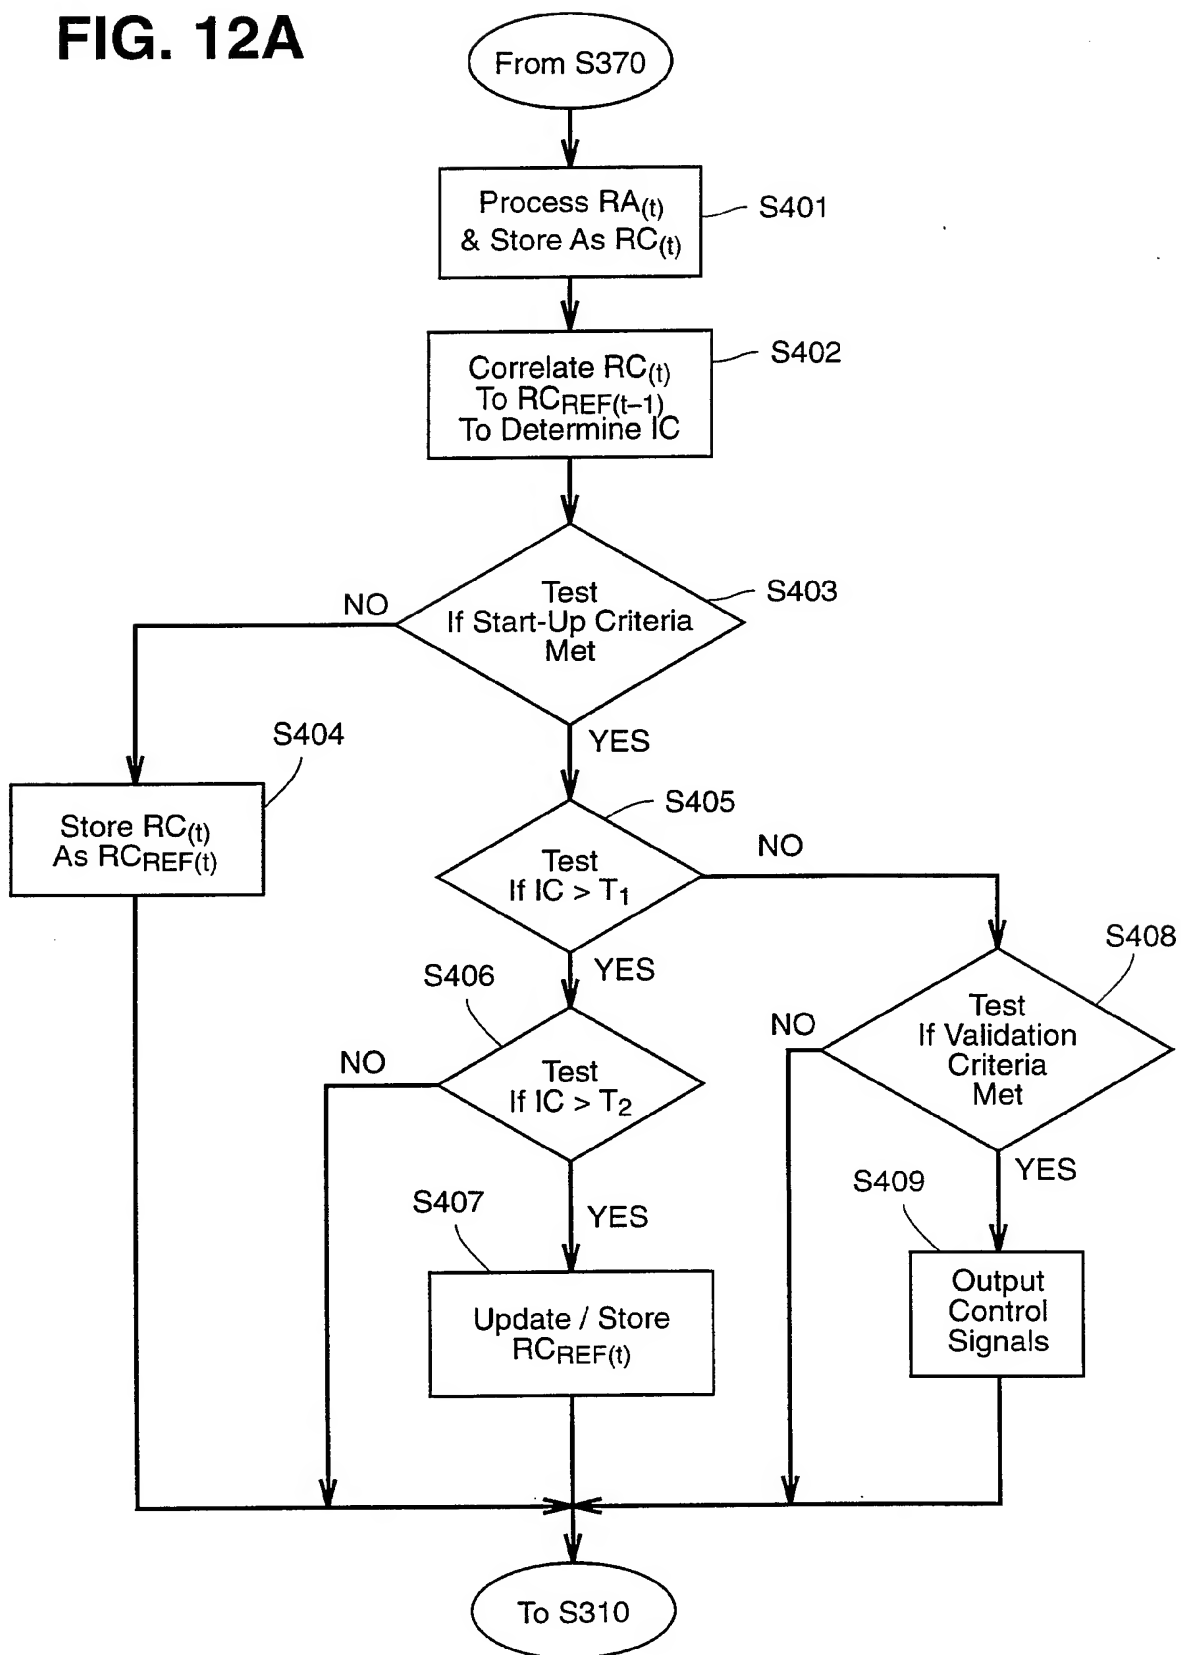 FIG. 12A
From S370
Process RA(t)
& Store As RC(t)
S401
Correlate RC(t)
To RCREF(t–1)
To Determine IC
S402
Test
If Start-Up Criteria
Met
S403
NO
YES
S404
Store RC(t)
As RCREF(t)
S405
Test
If IC > T1
NO
YES
S406
Test
If IC > T2
NO
YES
S408
Test
If Validation
Criteria
Met
NO
YES
S407
Update / Store
RCREF(t)
S409
Output
Control
Signals
To S310